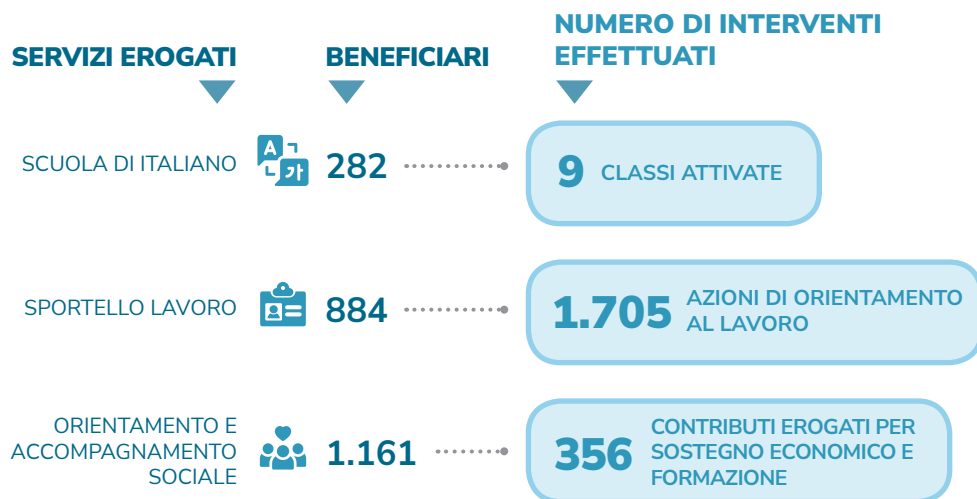 SERVIZI EROGATI
BENEFICIARI
NUMERO DI INTERVENTI
EFFETTUATI
SCUOLA DI ITALIANO
A
가
282
9 CLASSI ATTIVATE
SPORTELLO LAVORO
884
1.705 AZIONI DI ORIENTAMENTO
AL LAVORO
ORIENTAMENTO E
ACCOMPAGNAMENTO
SOCIALE
1.161
356
CONTRIBUTI EROGATI PER
SOSTEGNO ECONOMICO E
FORMAZIONE